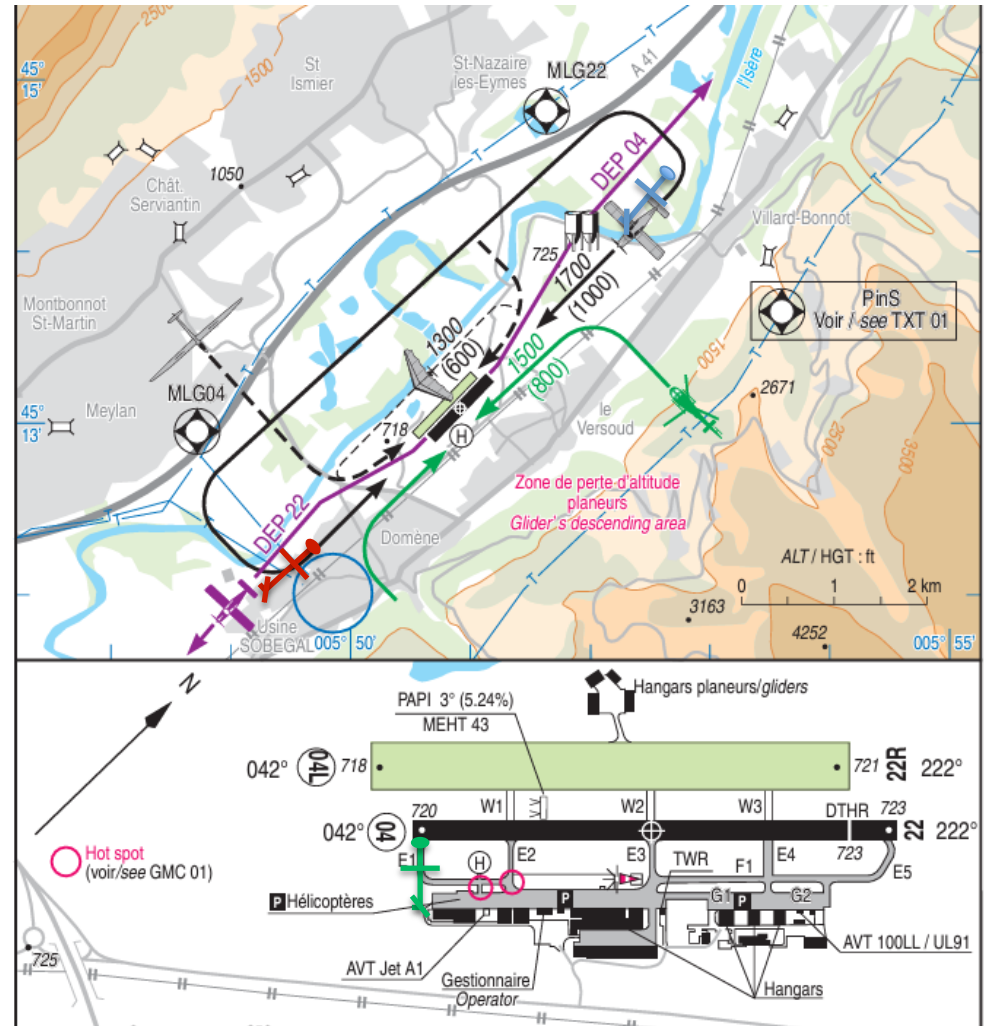 2500
1500
St
Ismier
St-Nazaire
les-Eymes
A 41
l'Isère
45°
15'
MLG22
DEP 04
1050
Chât.
Serviantin
Villard-Bonnot
725
1700
(1000)
PinS
Voir / see TXT 01
Montbonnot
St-Martin
1300
(600)
1500
(800)
1500
2671
MLG04
Meylan
45°
13'
718
H
le
Versoud
2500
3500
Zone de perte d'altitude
planeurs
Glider's descending area
DEP 22
Domène
ALT / HGT : ft
0 1 2 km
3163
Usine
SOBEGAL
005° 50'
4252
005° 55'
N
Hangars planeurs/gliders
PAPI 3° (5.24%)
MEHT 43
042° 04L 718
721 22R 222°
W1 W2 W3
DTHR 723
720
042° 04
22 222°
723
E1 H E2 E3 TWR F1 E4 E5
Hot spot
(voir/see GMC 01)
P Hélicoptères
P
G1 P G2
725
AVT Jet A1
Gestionnaire
Operator
Hangars
AVT 100LL / UL91